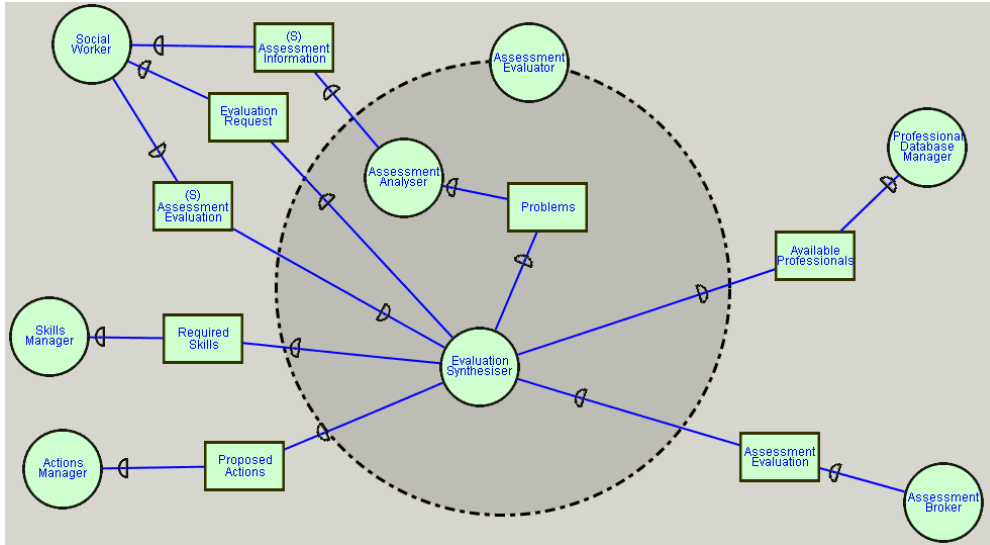 Social
Worker
(S)
Assessment
Information
Assessment
Evaluator
Evaluation
Request
Professional
Database
Manager
Assessment
Analyser
(S)
Assessment
Evaluation
Problems
Available
Professionals
Skills
Manager
Required
Skills
Evaluation
Synthesiser
Actions
Manager
Proposed
Actions
Assessment
Evaluation
Assessment
Broker